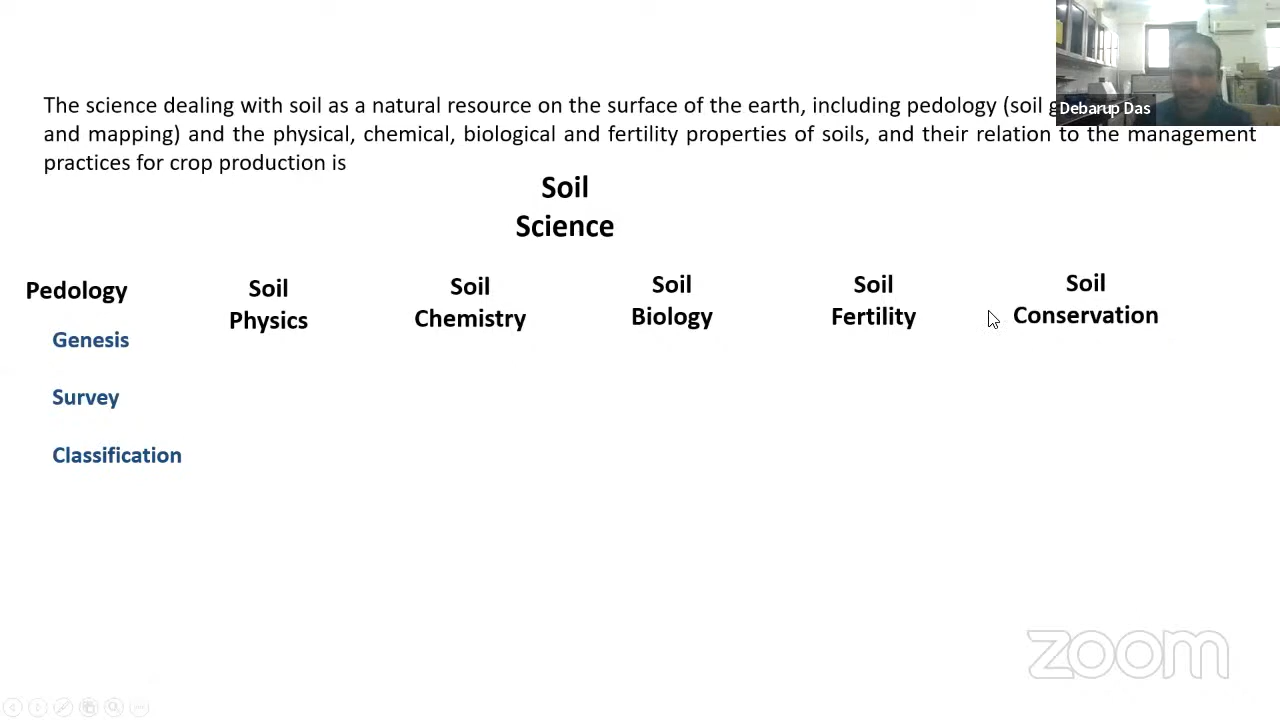 The science dealing with soil as a natural resource on the surface of the earth, including pedology (soil
and mapping) and the physical, chemical, biological and fertility properties of soils, and their relation to the management
practices for crop production is
Debarup Das
Soil
Science
Pedology
Soil
Physics
Soil
Chemistry
Soil
Biology
Soil
Fertility
Soil
Conservation
Genesis
Survey
Classification
zoom